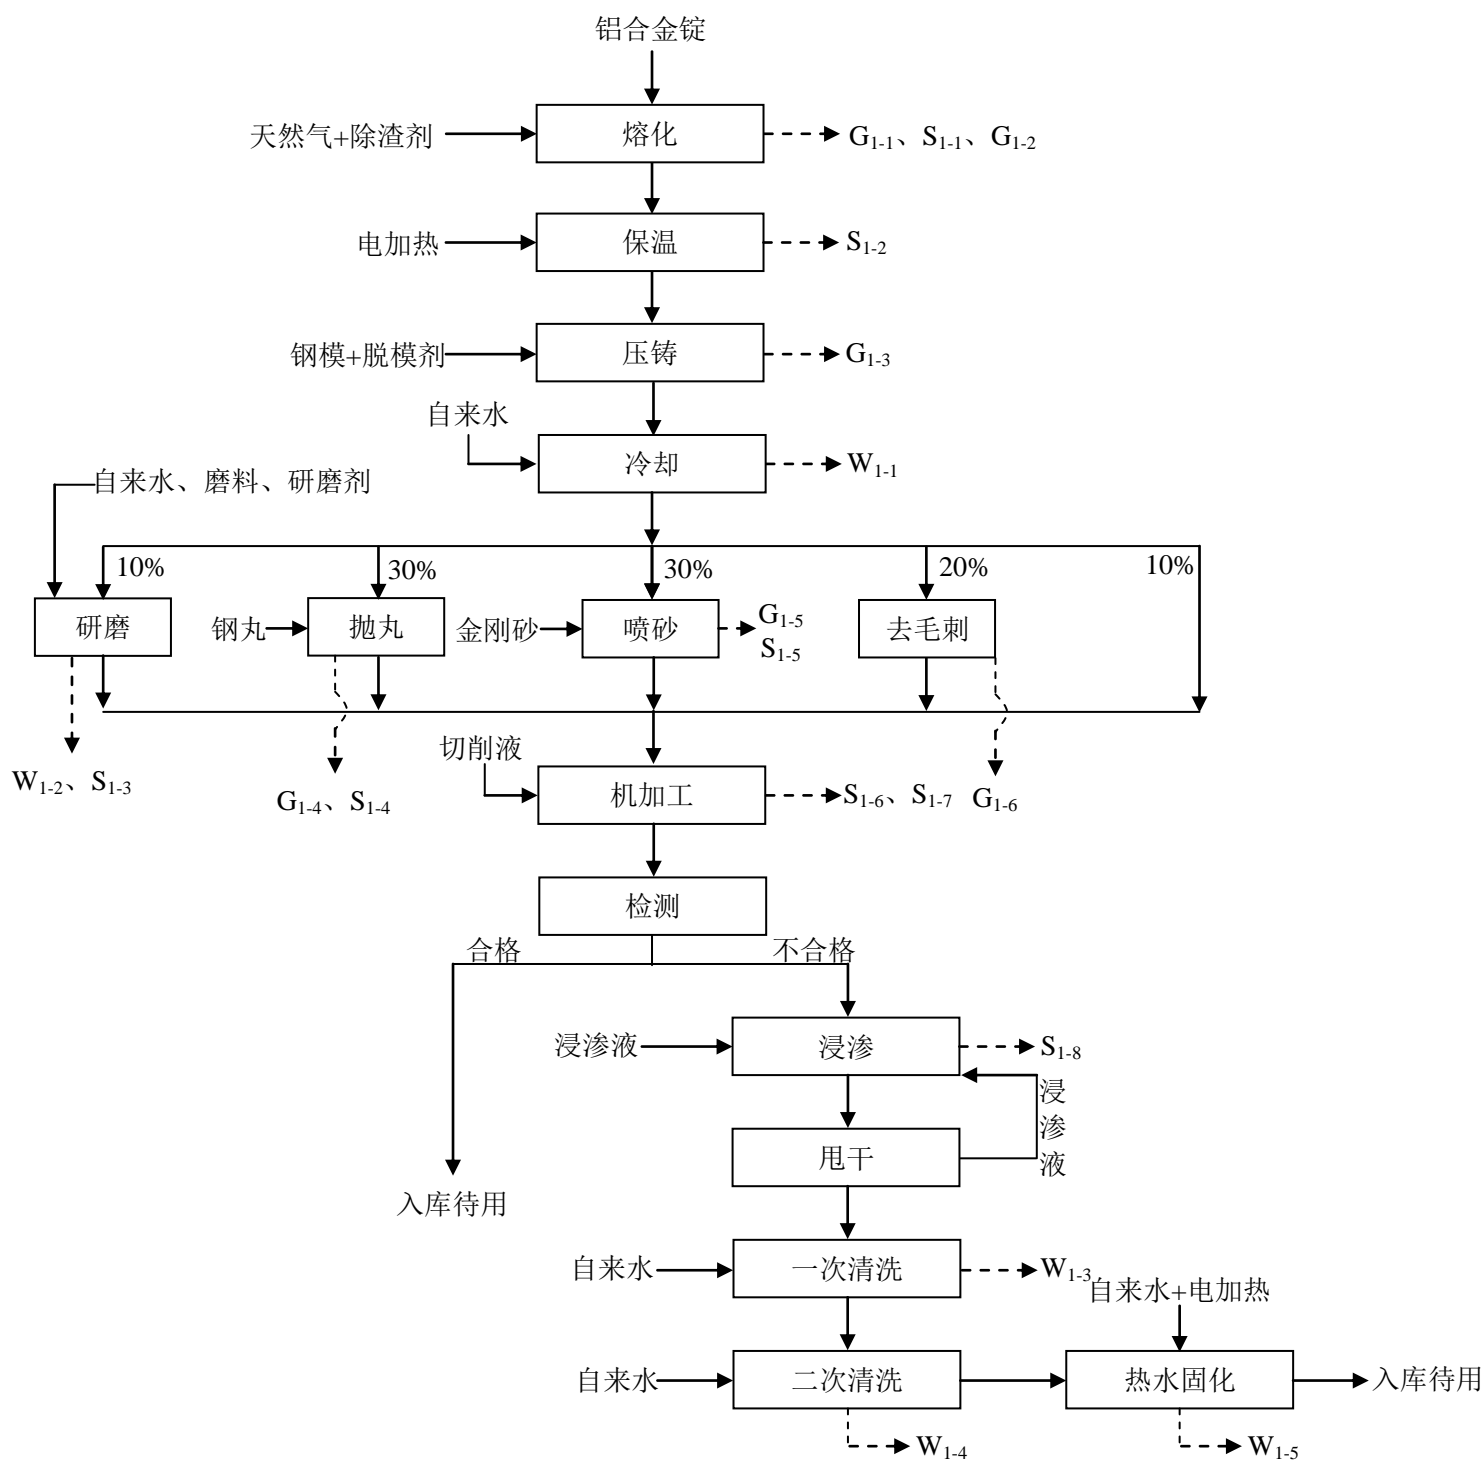 铝合金锭
天然气+除渣剂
熔化
G1-1、S1-1、G1-2
电加热
保温
S1-2
钢模+脱模剂
压铸
G1-3
自来水
冷却
W1-1
自来水、磨料、研磨剂
10%
30%
30%
20%
10%
研磨
钢丸
抛丸
金刚砂
喷砂
G1-5
S1-5
去毛刺
W1-2、S1-3
G1-4、S1-4
切削液
机加工
S1-6、S1-7
G1-6
检测
合格
不合格
浸渗液
浸渗
S1-8
浸渗液
甩干
入库待用
自来水
一次清洗
W1-3
自来水+电加热
自来水
二次清洗
热水固化
入库待用
W1-4
W1-5